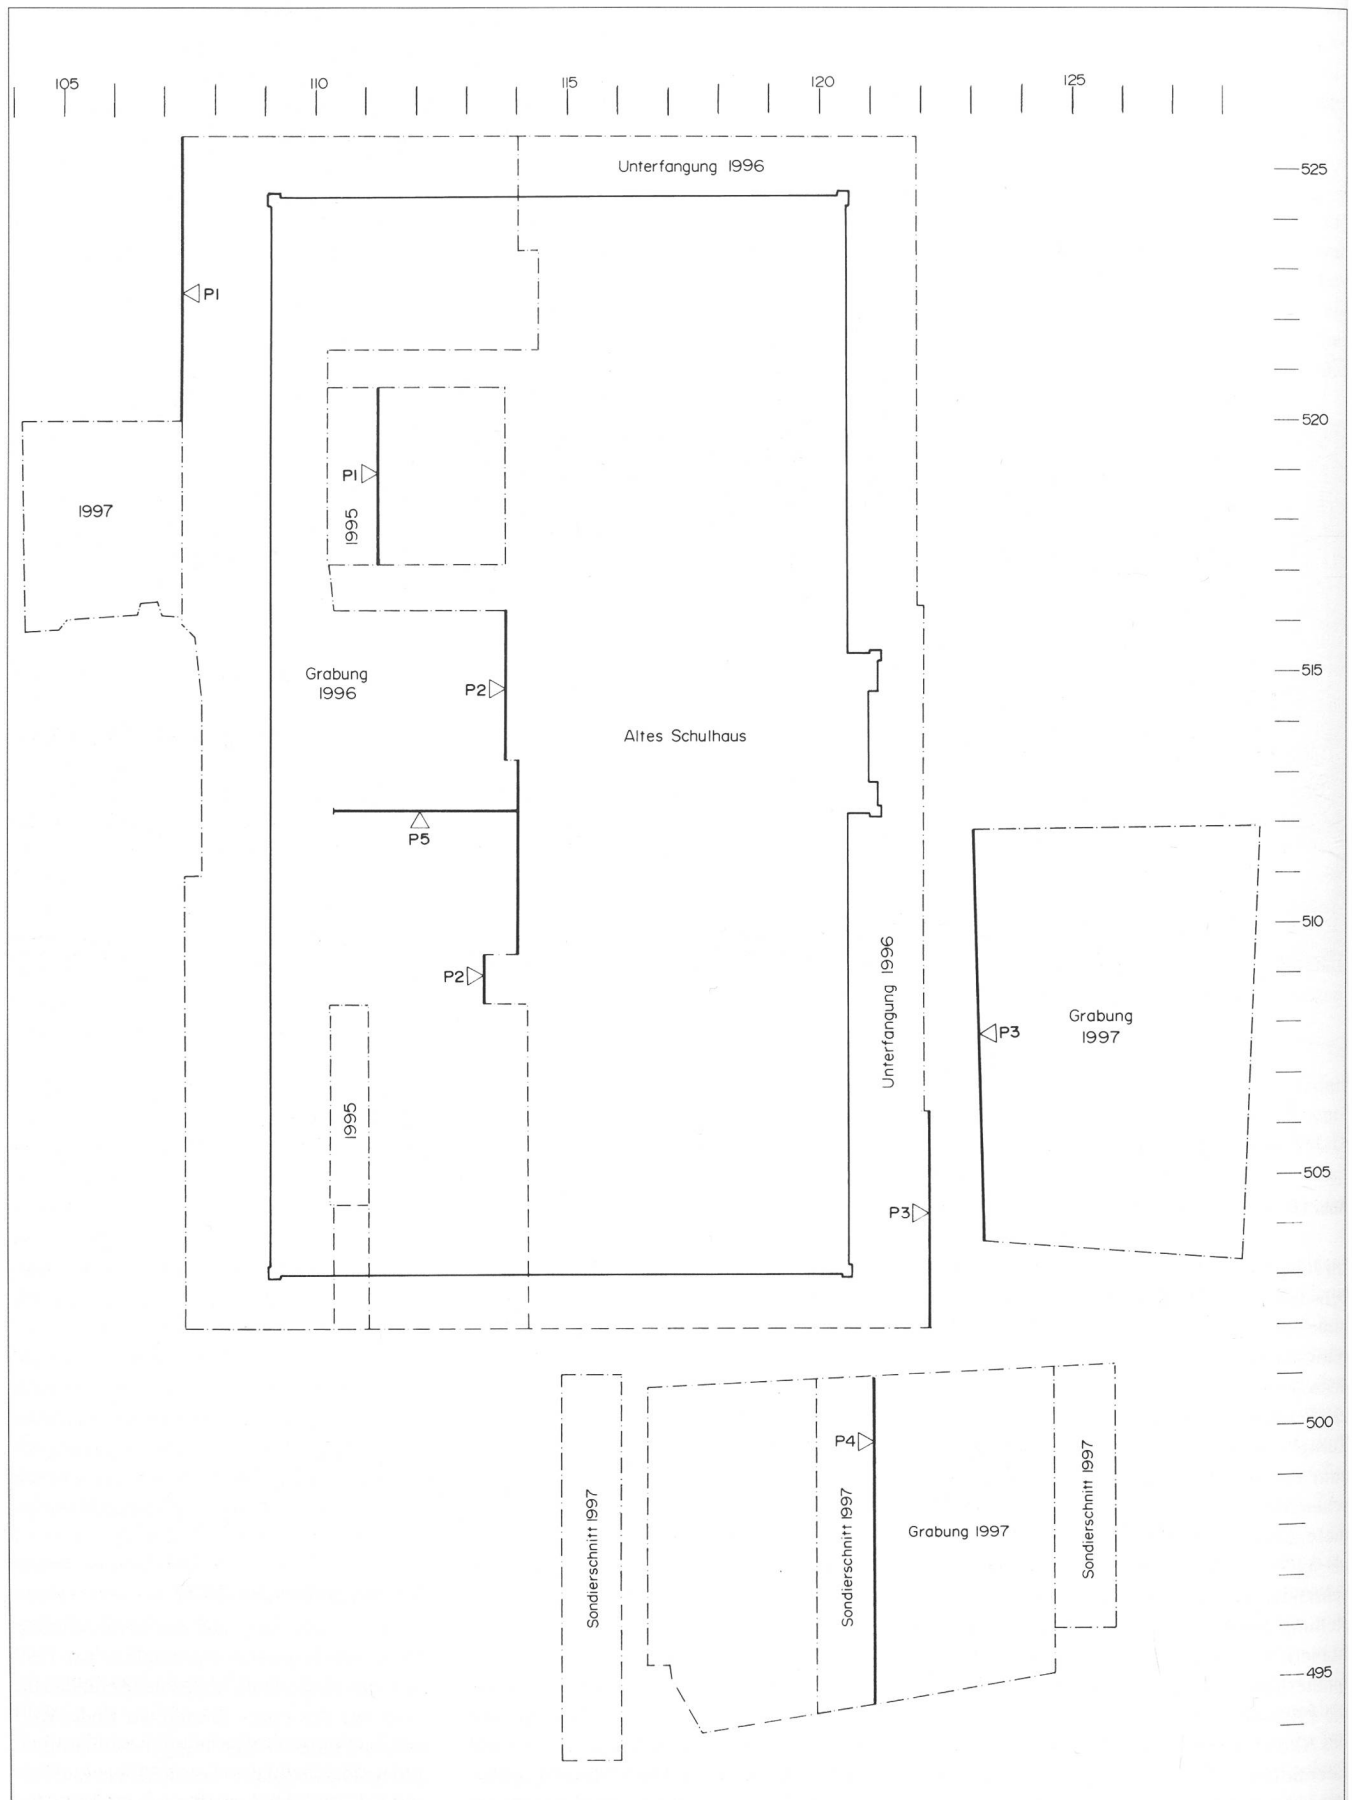 105
110
115
120
125
Unterfangung 1996
525
P1
520
P1
1997
1995
515
Grabung
1996
P2
Altes Schulhaus
P5
510
Unterfangung 1996
P2
Grabung
1997
P3
1995
505
P3
500
P4
Sondierschnitt 1997
Sondierschnitt 1997
Grabung 1997
Sondierschnitt 1997
495